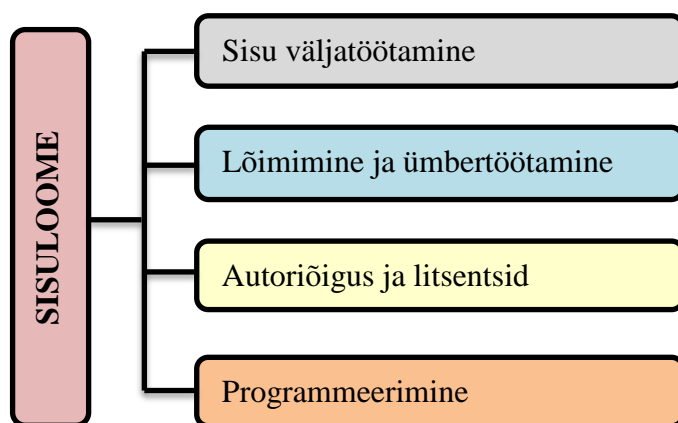 SISULOOME
Sisu väljatöötamine
Lõimimine ja ümbertöötamine
Autoriõigus ja litsentsid
Programmeerimine